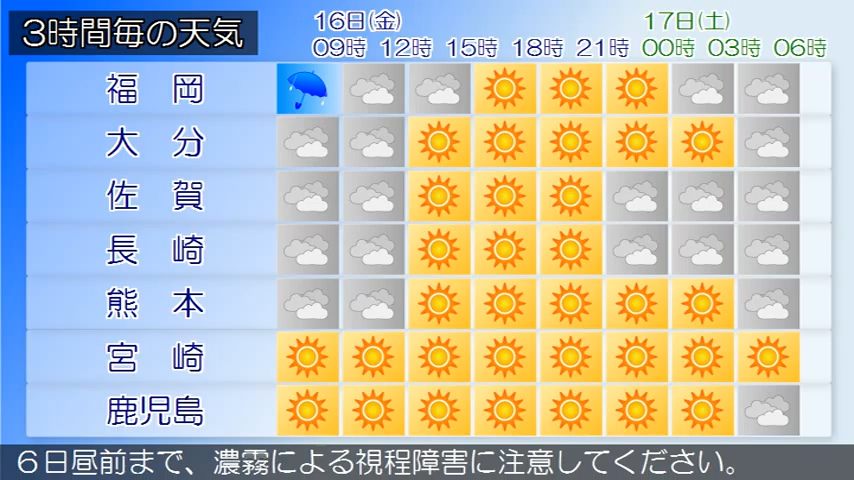 3時間毎の天気
16日(金) 17日(土)
09時 12時 15時 18時 21時 00時 03時 06時
福岡
大分
佐賀
長崎
熊本
宮崎
鹿児島
6日昼前まで、濃霧による視程障害に注意してください。